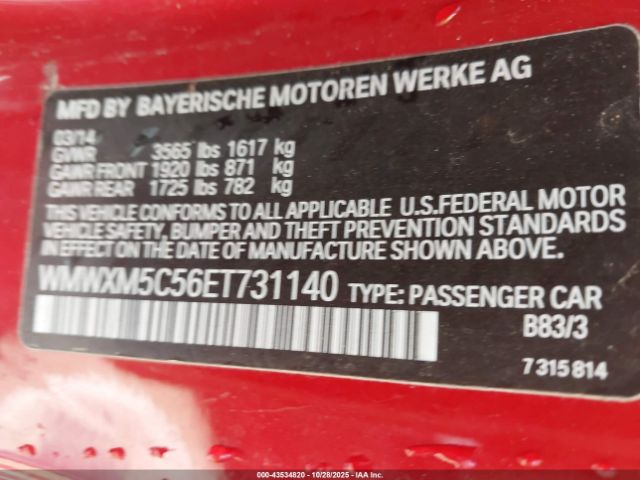 MFD BY BAYERISCHE MOTOREN WERKE AG
03/14
GVWR 3565 lbs 1617 kg
GAWR FRONT 1920 lbs 871 kg
GAWR REAR 1725 lbs 782 kg
THIS VEHICLE CONFORMS TO ALL APPLICABLE U.S.FEDERAL MOTOR
VEHICLE SAFETY, BUMPER AND THEFT PREVENTION STANDARDS
IN EFFECT ON THE DATE OF MANUFACTURE SHOWN ABOVE.
WMWXM5C56ET731140 TYPE: PASSENGER CAR
B83/3
7 315 814
000-43534820 | 10/28/2025 | IAA, Inc.